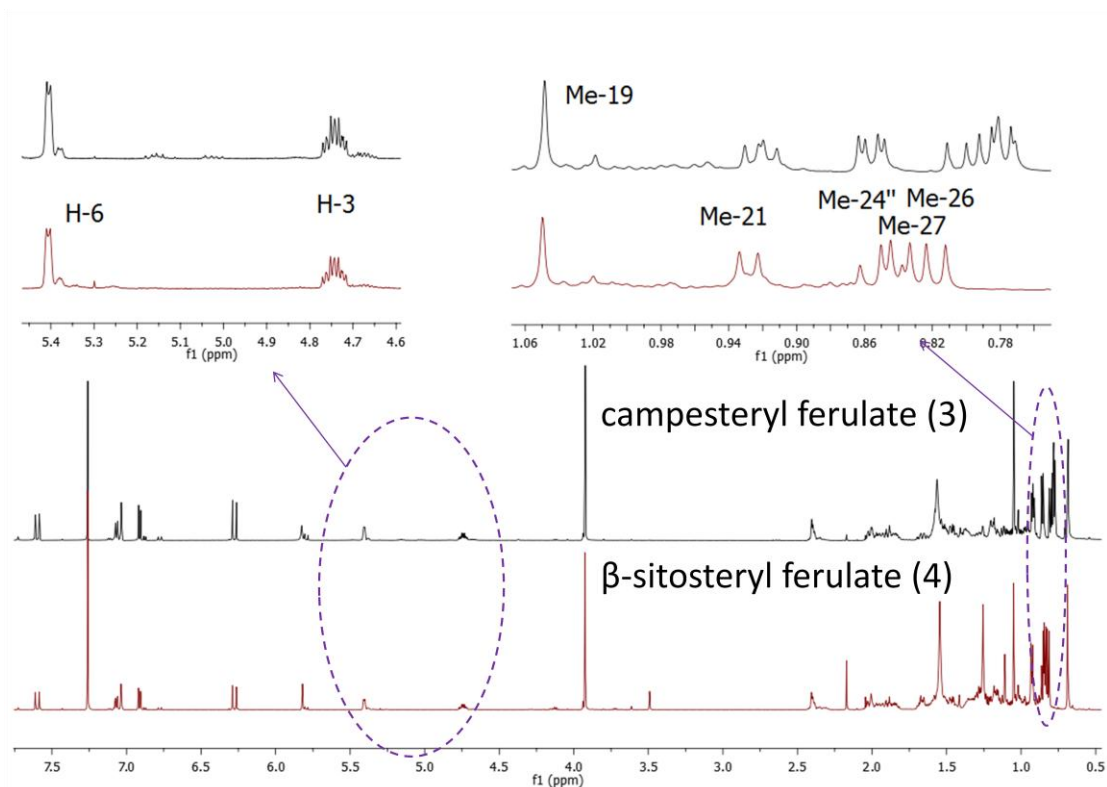 Me-19
H-6
H-3
Me-21
Me-24"
Me-26
Me-27
5.4 5.3 5.2 5.1 5.0 4.9 4.8 4.7 4.6
f1 (ppm)
1.06 1.02 0.98 0.94 0.90 0.86 0.82 0.78
f1 (ppm)
campesteryl ferulate (3)
β-sitosteryl ferulate (4)
7.5 7.0 6.5 6.0 5.5 5.0 4.5 4.0 3.5 3.0 2.5 2.0 1.5 1.0 0.5
f1 (ppm)